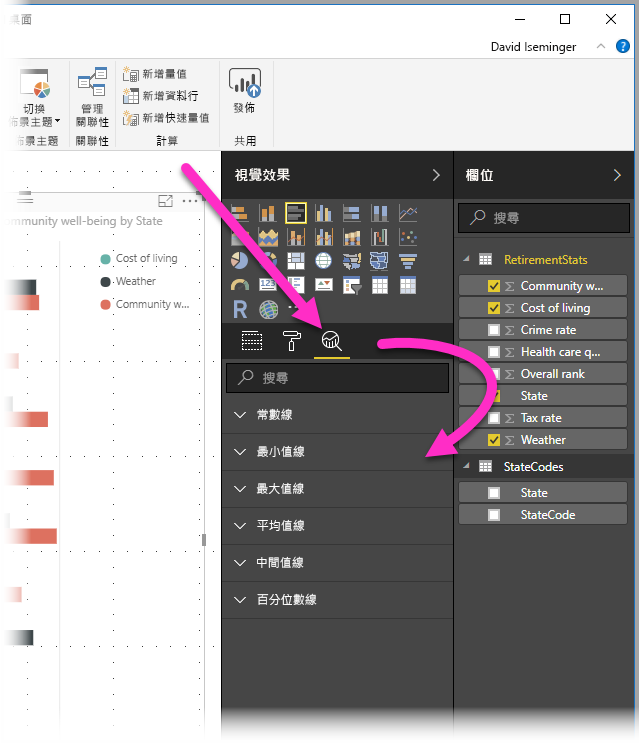 桌面
David Iseminger
?
切換
佈景主題
佈景主題
管理
關聯性
關聯性
新增量值
新增資料行
新增快速量值
計算
發佈
共用
mmunity well-being by State
Cost of living
Weather
Community w...
視覺效果
123
R
搜尋
常數線
最小值線
最大值線
平均值線
中間值線
百分位數線
欄位
搜尋
RetirementStats
Community w...
Cost of living
Crime rate
Health care q...
Overall rank
State
Tax rate
Weather
StateCodes
State
StateCode